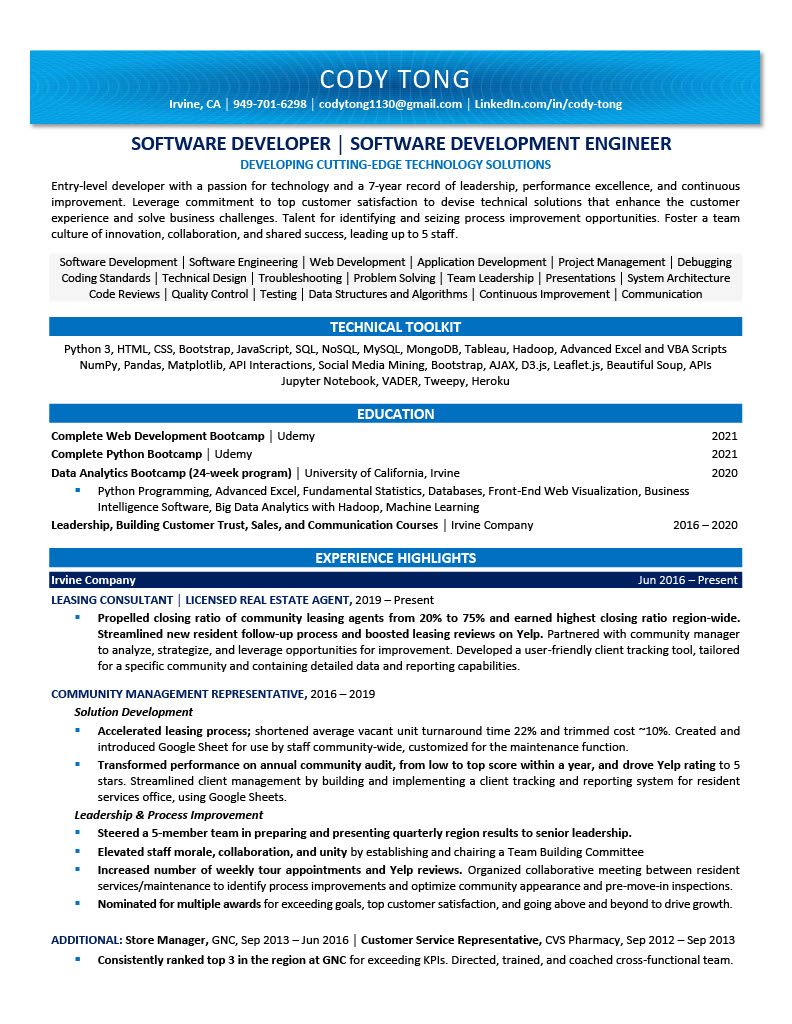 CODY TONG
Irvine, CA | 949-701-6298 | codytong1130@gmail.com | LinkedIn.com/in/cody-tong
SOFTWARE DEVELOPER | SOFTWARE DEVELOPMENT ENGINEER
DEVELOPING CUTTING-EDGE TECHNOLOGY SOLUTIONS
Entry-level developer with a passion for technology and a 7-year record of leadership, performance excellence, and continuous
improvement. Leverage commitment to top customer satisfaction to devise technical solutions that enhance the customer
experience and solve business challenges. Talent for identifying and seizing process improvement opportunities. Foster a team
culture of innovation, collaboration, and shared success, leading up to 5 staff.
Software Development | Software Engineering | Web Development | Application Development | Project Management | Debugging
Coding Standards | Technical Design | Troubleshooting | Problem Solving | Team Leadership | Presentations | System Architecture
Code Reviews | Quality Control | Testing | Data Structures and Algorithms | Continuous Improvement | Communication
TECHNICAL TOOLKIT
Python 3, HTML, CSS, Bootstrap, JavaScript, SQL, NoSQL, MySQL, MongoDB, Tableau, Hadoop, Advanced Excel and VBA Scripts
NumPy, Pandas, Matplotlib, API Interactions, Social Media Mining, Bootstrap, AJAX, D3.js, Leaflet.js, Beautiful Soup, APIs
Jupyter Notebook, VADER, Tweepy, Heroku
EDUCATION
Complete Web Development Bootcamp | Udemy 2021
Complete Python Bootcamp | Udemy 2021
Data Analytics Bootcamp (24-week program) | University of California, Irvine 2020
▪ Python Programming, Advanced Excel, Fundamental Statistics, Databases, Front-End Web Visualization, Business
Intelligence Software, Big Data Analytics with Hadoop, Machine Learning
Leadership, Building Customer Trust, Sales, and Communication Courses | Irvine Company 2016 – 2020
EXPERIENCE HIGHLIGHTS
Irvine Company Jun 2016 – Present
LEASING CONSULTANT | LICENSED REAL ESTATE AGENT, 2019 – Present
▪ Propelled closing ratio of community leasing agents from 20% to 75% and earned highest closing ratio region-wide.
Streamlined new resident follow-up process and boosted leasing reviews on Yelp. Partnered with community manager
to analyze, strategize, and leverage opportunities for improvement. Developed a user-friendly client tracking tool, tailored
for a specific community and containing detailed data and reporting capabilities.
COMMUNITY MANAGEMENT REPRESENTATIVE, 2016 – 2019
Solution Development
▪ Accelerated leasing process; shortened average vacant unit turnaround time 22% and trimmed cost ~10%. Created and
introduced Google Sheet for use by staff community-wide, customized for the maintenance function.
▪ Transformed performance on annual community audit, from low to top score within a year, and drove Yelp rating to 5
stars. Streamlined client management by building and implementing a client tracking and reporting system for resident
services office, using Google Sheets.
Leadership & Process Improvement
▪ Steered a 5-member team in preparing and presenting quarterly region results to senior leadership.
▪ Elevated staff morale, collaboration, and unity by establishing and chairing a Team Building Committee
▪ Increased number of weekly tour appointments and Yelp reviews. Organized collaborative meeting between resident
services/maintenance to identify process improvements and optimize community appearance and pre-move-in inspections.
▪ Nominated for multiple awards for exceeding goals, top customer satisfaction, and going above and beyond to drive growth.
ADDITIONAL: Store Manager, GNC, Sep 2013 – Jun 2016 | Customer Service Representative, CVS Pharmacy, Sep 2012 – Sep 2013
▪ Consistently ranked top 3 in the region at GNC for exceeding KPIs. Directed, trained, and coached cross-functional team.